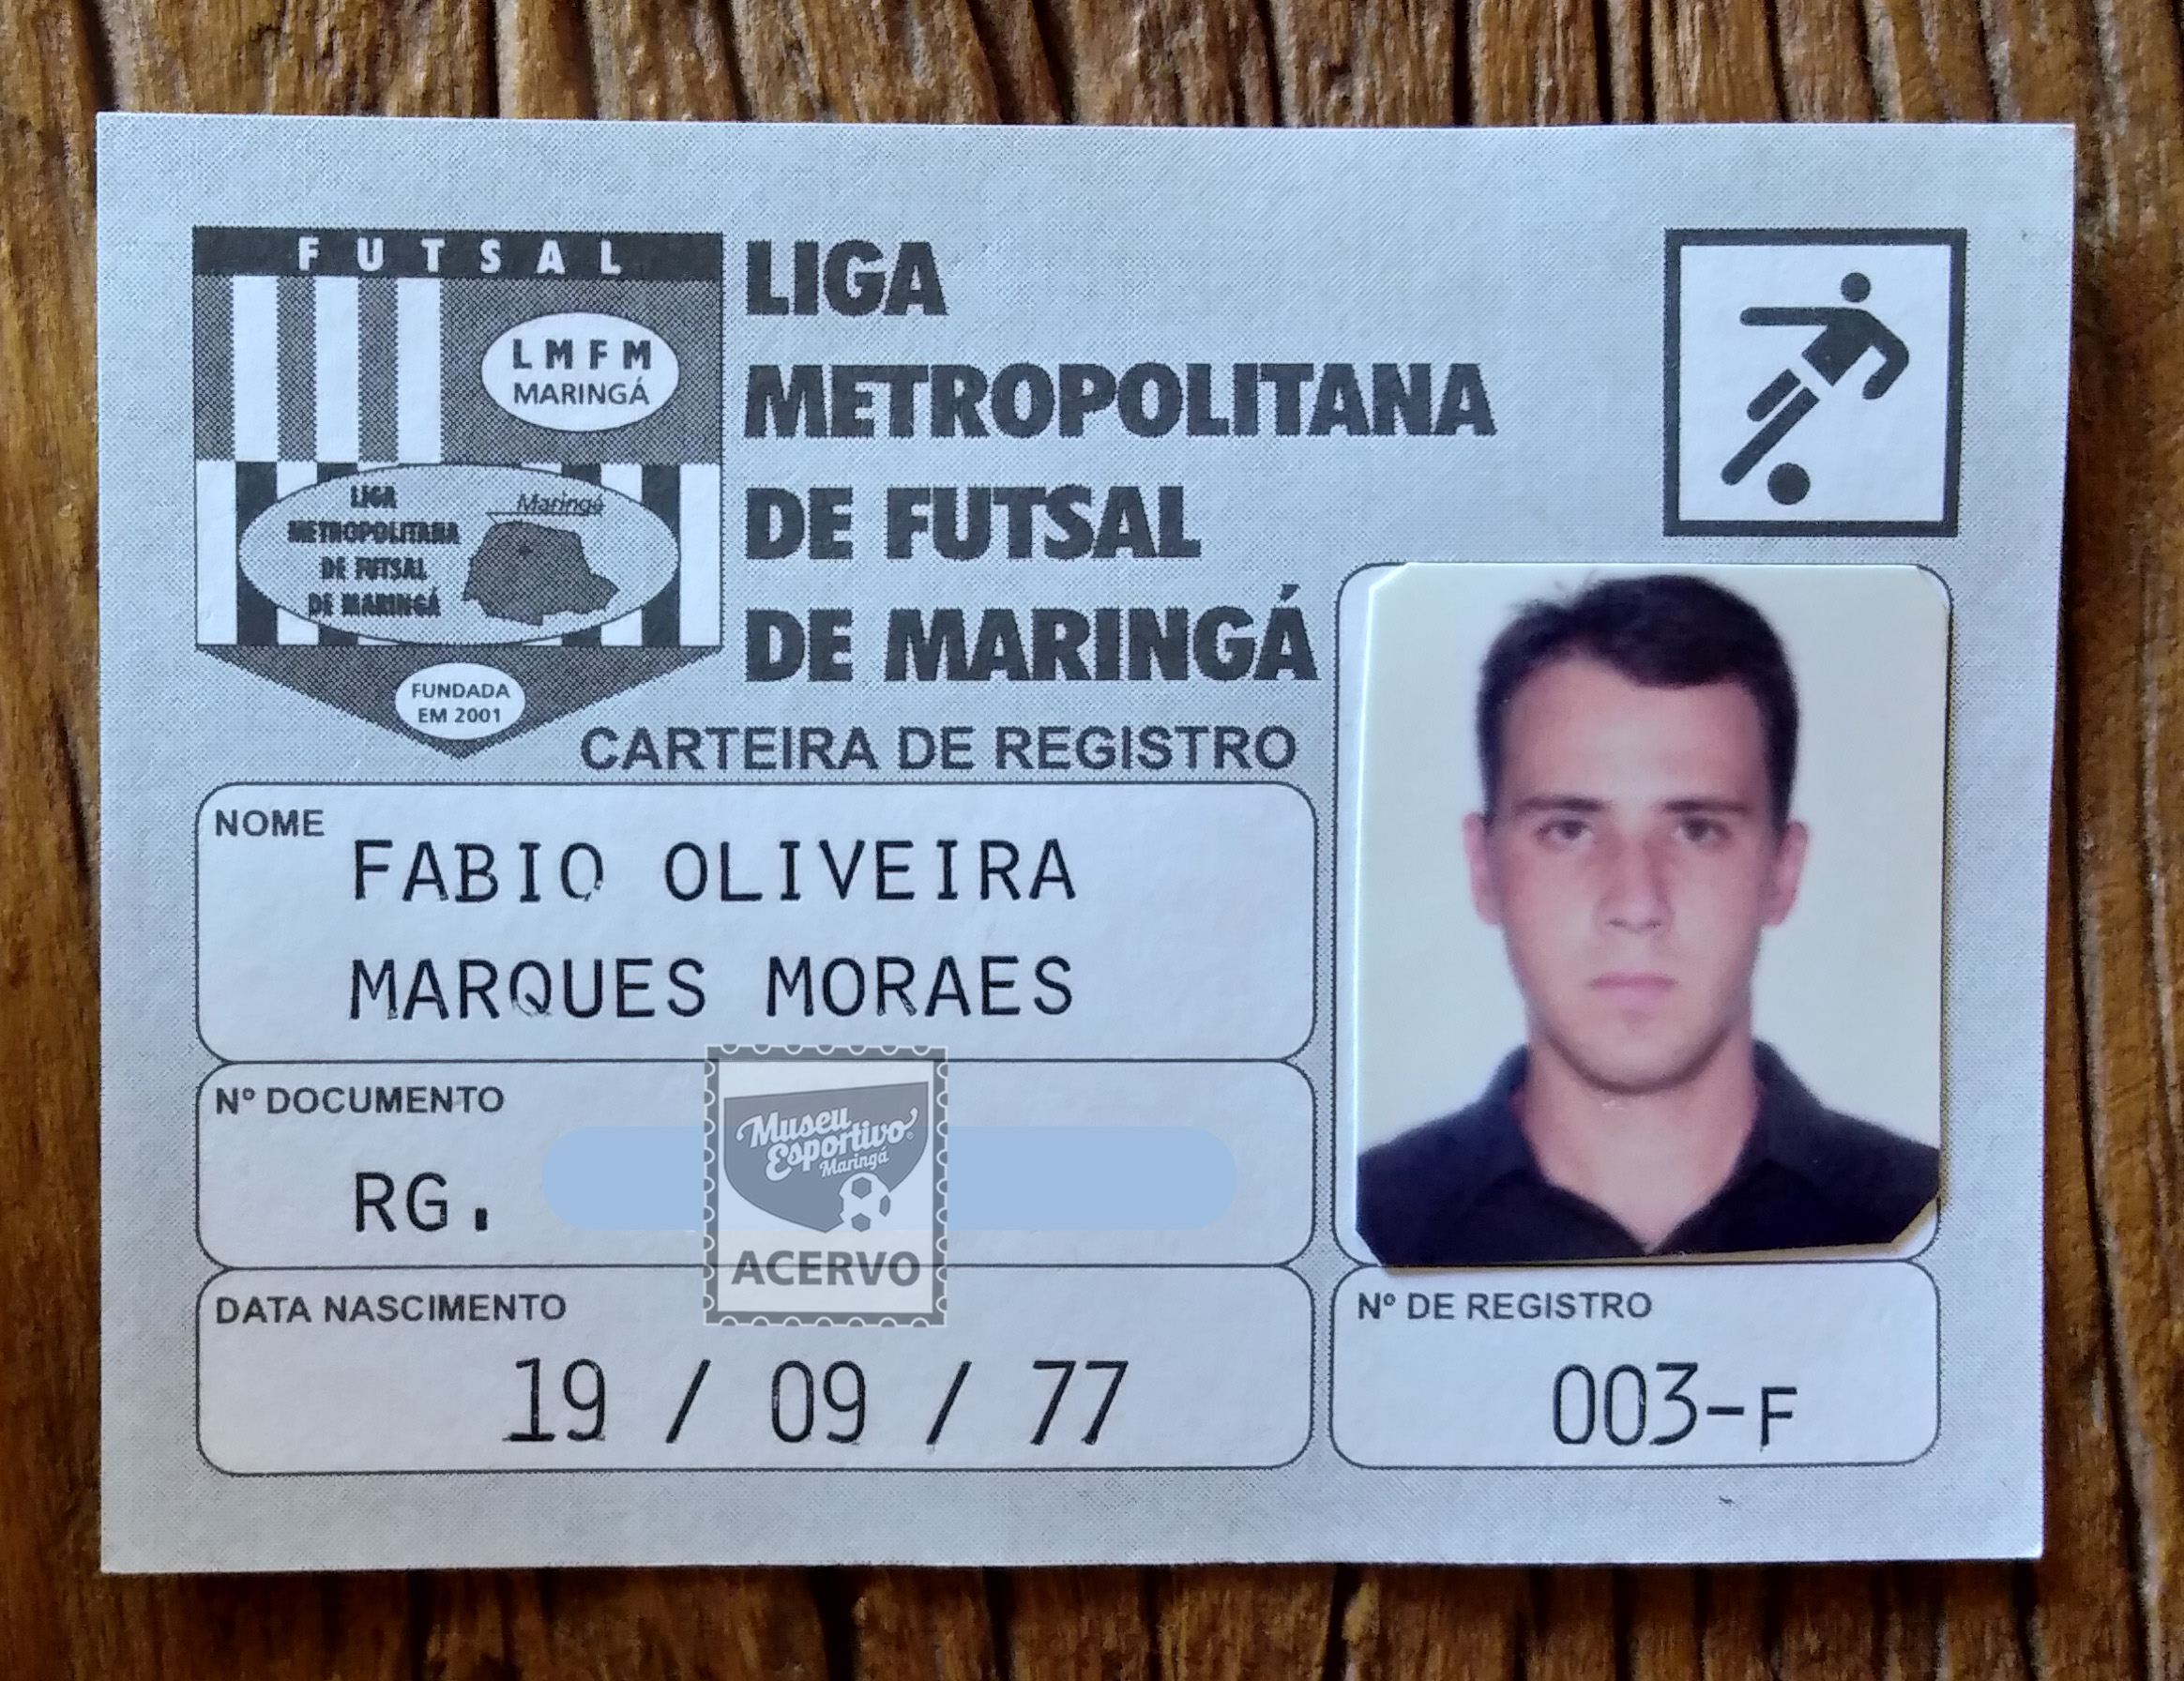 FUTSAL
LMFM
MARINGÁ
LIGA
METROPOLITANA
DE FUTSAL
DE MARINGÁ
Maringá
FUNDADA
EM 2001
LIGA
METROPOLITANA
DE FUTSAL
DE MARINGÁ
CARTEIRA DE REGISTRO
NOME
FABIO OLIVEIRA
MARQUES MORAES
Nº DOCUMENTO
RG.
Museu
Esportivo
Maringá
ACERVO
DATA NASCIMENTO
19 / 09 / 77
Nº DE REGISTRO
003-F